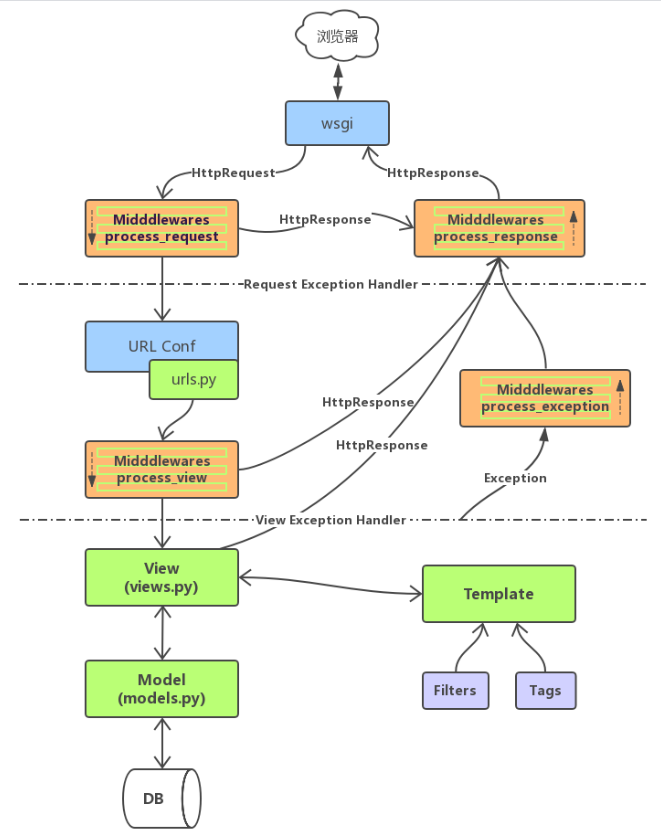 浏览器
wsgi
HttpRequest
HttpResponse
Midddlewares
process_request
HttpResponse
Midddlewares
process_response
Request Exception Handler
URL Conf
urls.py
Midddlewares
process_exception
HttpResponse
HttpResponse
Midddlewares
process_view
Exception
View Exception Handler
View
(views.py)
Template
Model
(models.py)
Filters
Tags
DB